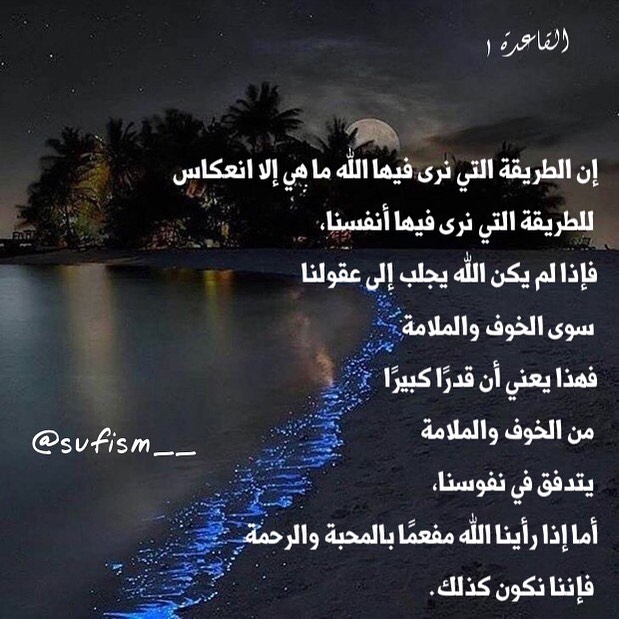 القاعدة ١
إن الطريقة التي نرى فيها الله ما هي إلا انعكاس
للطريقة التي نرى فيها أنفسنا،
فإذا لم يكن الله يجلب إلى عقولنا
سوى الخوف والملامة
فهذا يعني أن قدرًا كبيرًا
من الخوف والملامة
@sufism__
يتدفق في نفوسنا،
أما إذا رأينا الله مفعمًا بالمحبة والرحمة
فإننا نكون كذلك.